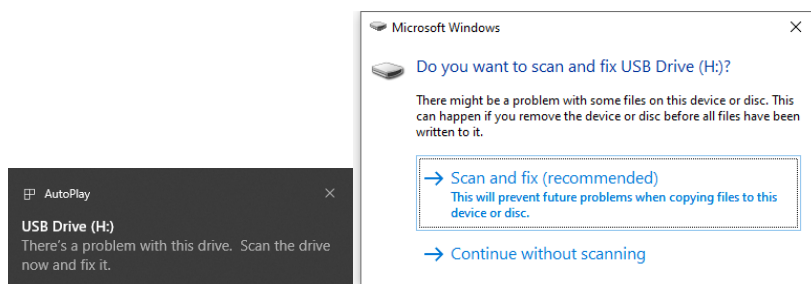 Microsoft Windows
Do you want to scan and fix USB Drive (H:)?
There might be a problem with some files on this device or disc. This
can happen if you remove the device or disc before all files have been
written to it.
Scan and fix (recommended)
This will prevent future problems when copying files to this
device or disc.
Continue without scanning
AutoPlay
USB Drive (H:)
There's a problem with this drive. Scan the drive
now and fix it.